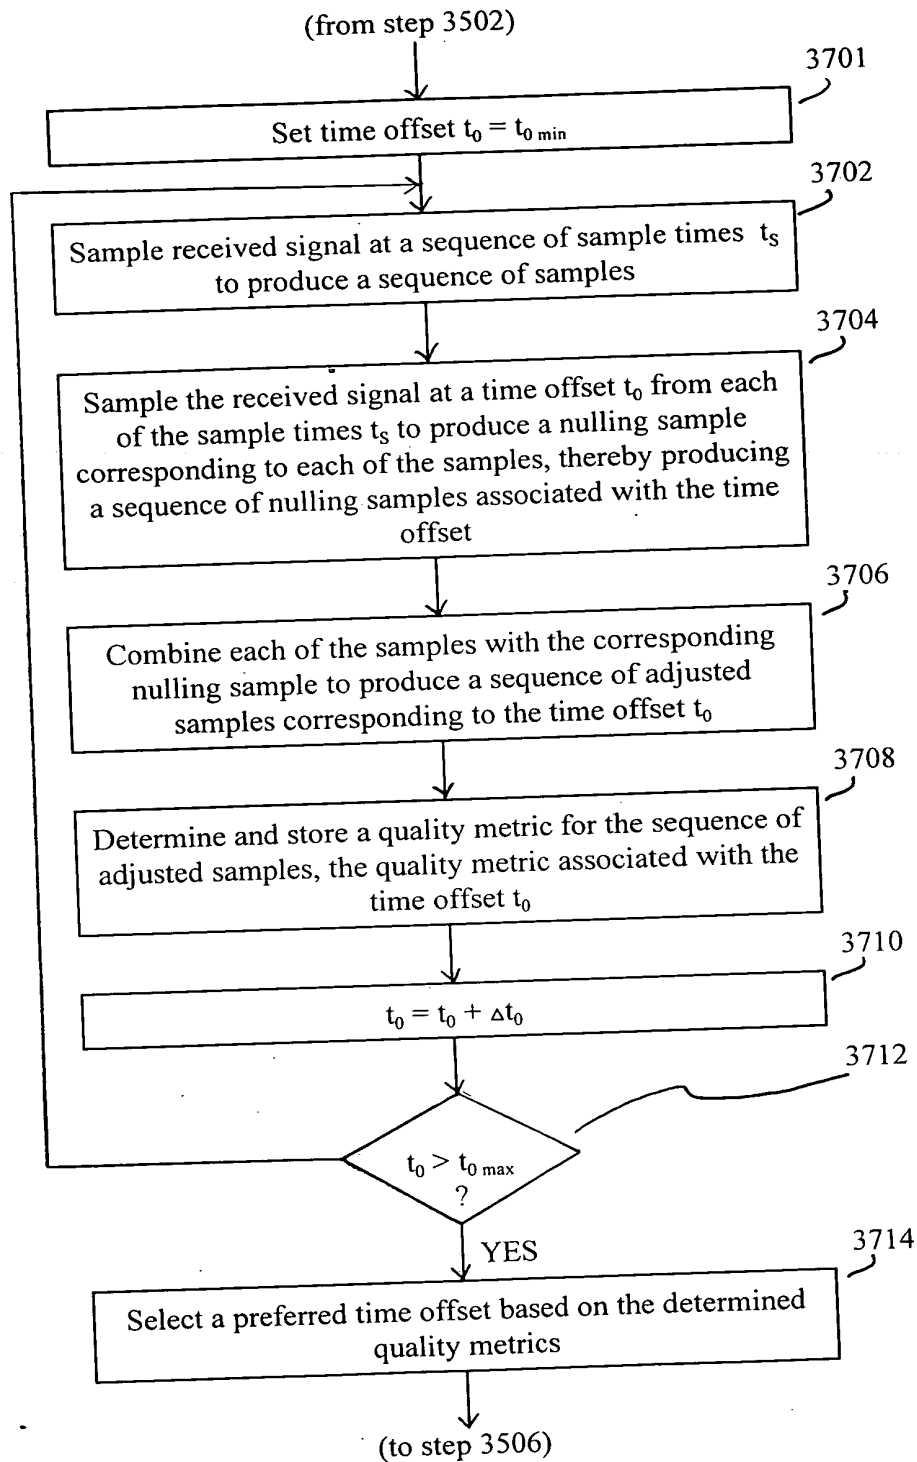 (from step 3502)
3701
Set time offset t₀ = t₀ min
3702
Sample received signal at a sequence of sample times tS
to produce a sequence of samples
3704
Sample the received signal at a time offset t₀ from each
of the sample times tS to produce a nulling sample
corresponding to each of the samples, thereby producing
a sequence of nulling samples associated with the time
offset
3706
Combine each of the samples with the corresponding
nulling sample to produce a sequence of adjusted
samples corresponding to the time offset t₀
3708
Determine and store a quality metric for the sequence of
adjusted samples, the quality metric associated with the
time offset t₀
3710
t₀ = t₀ + Δt₀
3712
t₀ > t₀ max
?
YES
3714
Select a preferred time offset based on the determined
quality metrics
(to step 3506)